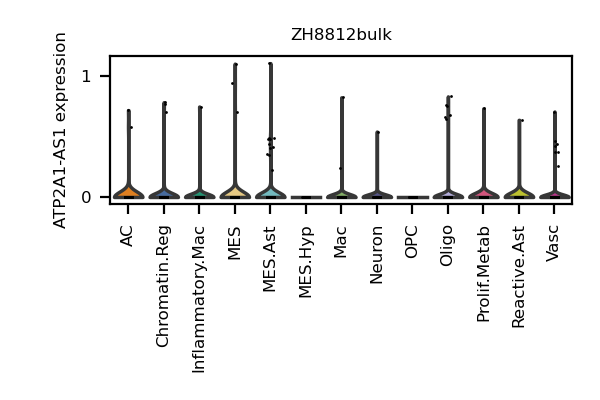 ZH8812bulk
ATP2A1-AS1 expression
1
0
AC
Chromatin.Reg
Inflammatory.Mac
MES
MES.Ast
MES.Hyp
Mac
Neuron
OPC
Oligo
Prolif.Metab
Reactive.Ast
Vasc